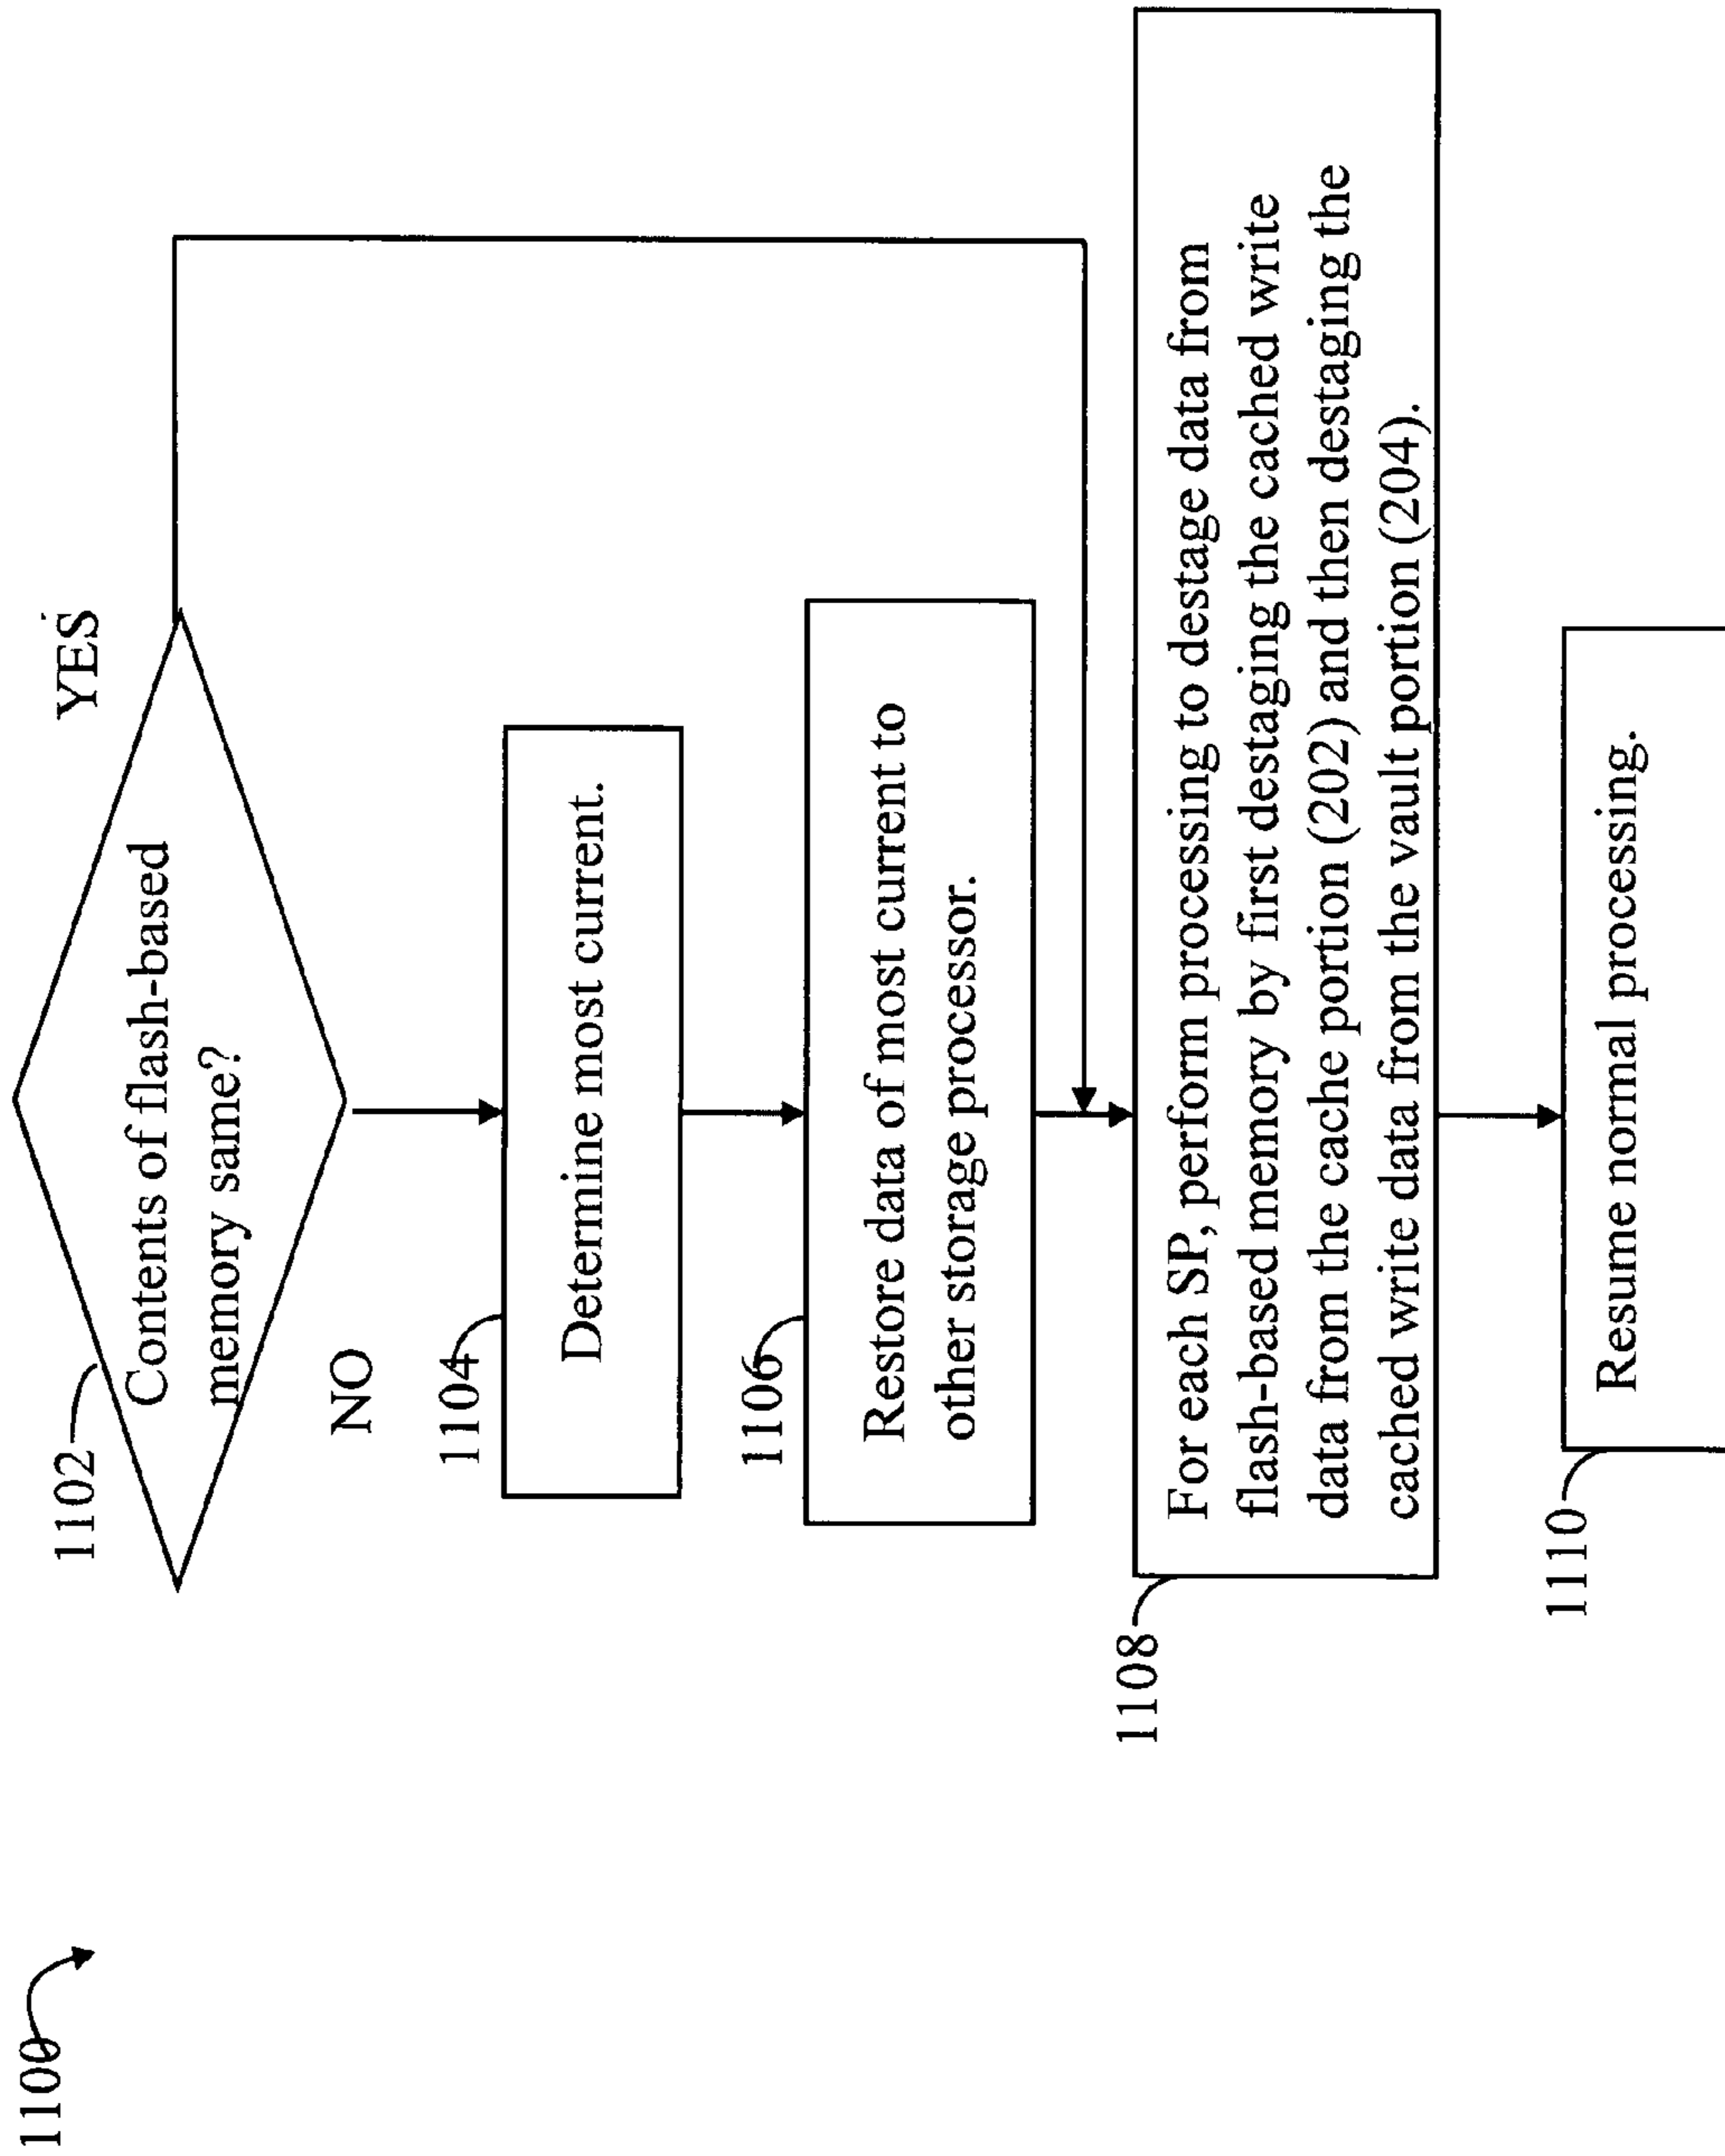 1100
1102
Contents of flash-based
memory same?
YES
NO
1104
Determine most current.
1106
Restore data of most current to
other storage processor.
1108
For each SP, perform processing to destage data from
flash-based memory by first destaging the cached write
data from the cache portion (202) and then destaging the
cached write data from the vault portion (204).
1110
Resume normal processing.